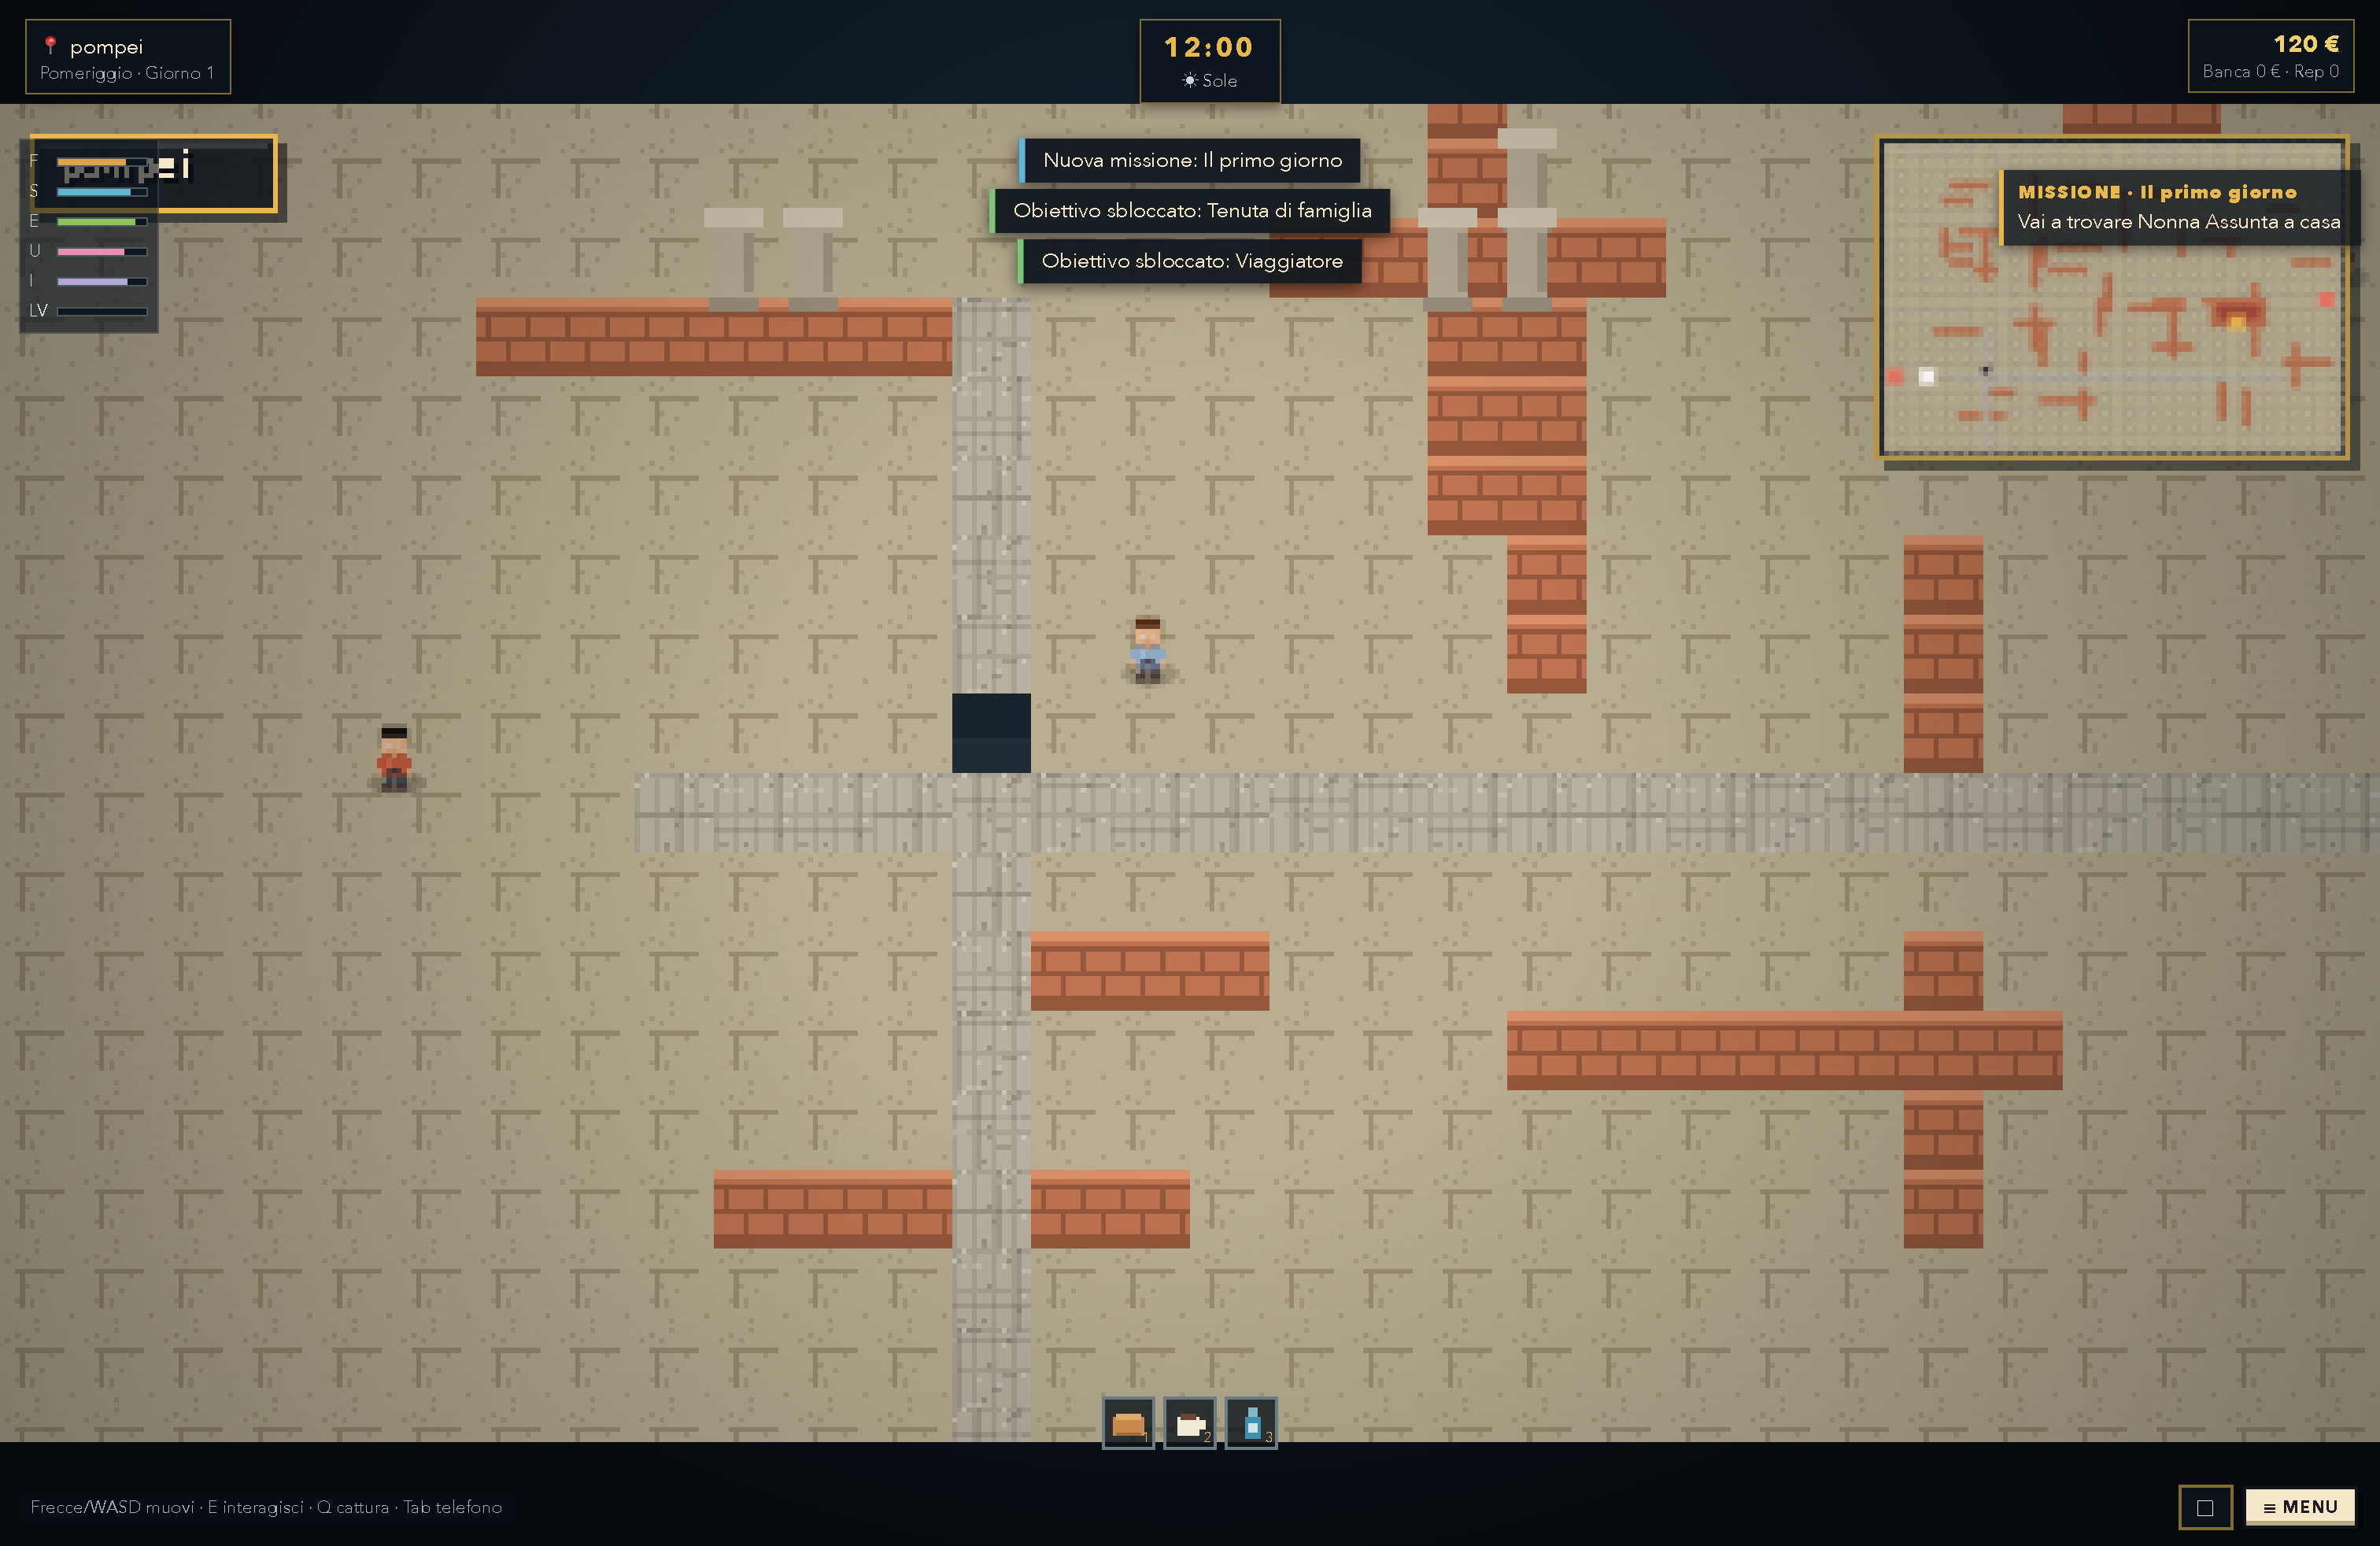 pompei
Pomeriggio · Giorno 1
12:00
Sole
120 €
Banca 0 € · Rep 0
F
S
E
U
I
LV
pompei
Nuova missione: Il primo giorno
Obiettivo sbloccato: Tenuta di famiglia
Obiettivo sbloccato: Viaggiatore
MISSIONE · Il primo giorno
Vai a trovare Nonna Assunta a casa
1
2
3
Frecce/WASD muovi · E interagisci · Q cattura · Tab telefono
≡ MENU